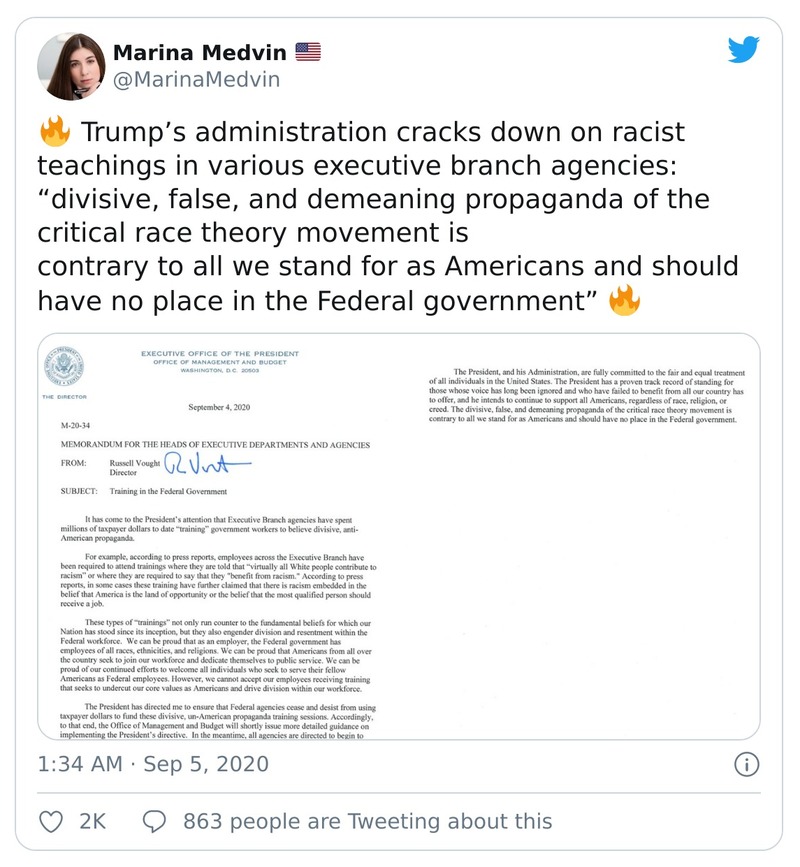 Marina Medvin 🇺🇸
@MarinaMedvin
🔥 Trump’s administration cracks down on racist
teachings in various executive branch agencies:
“divisive, false, and demeaning propaganda of the
critical race theory movement is
contrary to all we stand for as Americans and should
have no place in the Federal government” 🔥
EXECUTIVE OFFICE OF THE PRESIDENT
OFFICE OF MANAGEMENT AND BUDGET
WASHINGTON, D.C. 20503
THE DIRECTOR
September 4, 2020
M-20-34
MEMORANDUM FOR THE HEADS OF EXECUTIVE DEPARTMENTS AND AGENCIES
FROM: Russell Vought
Director
SUBJECT: Training in the Federal Government
It has come to the President’s attention that Executive Branch agencies have spent
millions of taxpayer dollars to date “training” government workers to believe divisive, anti-
American propaganda.
For example, according to press reports, employees across the Executive Branch have
been required to attend trainings where they are told that “virtually all White people contribute to
racism” or where they are required to say that they "benefit from racism." According to press
reports, in some cases these training have further claimed that there is racism embedded in the
belief that America is the land of opportunity or the belief that the most qualified person should
receive a job.
These types of “trainings” not only run counter to the fundamental beliefs for which our
Nation has stood since its inception, but they also engender division and resentment within the
Federal workforce. We can be proud that as an employer, the Federal government has
employees of all races, ethnicities, and religions. We can be proud that Americans from all over
the country seek to join our workforce and dedicate themselves to public service. We can be
proud of our continued efforts to welcome all individuals who seek to serve their fellow
Americans as Federal employees. However, we cannot accept our employees receiving training
that seeks to undercut our core values as Americans and drive division within our workforce.
The President has directed me to ensure that Federal agencies cease and desist from using
taxpayer dollars to fund these divisive, un-American propaganda training sessions. Accordingly,
to that end, the Office of Management and Budget will shortly issue more detailed guidance on
implementing the President’s directive. In the meantime, all agencies are directed to begin to
The President, and his Administration, are fully committed to the fair and equal treatment
of all individuals in the United States. The President has a proven track record of standing for
those whose voice has long been ignored and who have failed to benefit from all our country has
to offer, and he intends to continue to support all Americans, regardless of race, religion, or
creed. The divisive, false, and demeaning propaganda of the critical race theory movement is
contrary to all we stand for as Americans and should have no place in the Federal government.
1:34 AM · Sep 5, 2020
2K 863 people are Tweeting about this